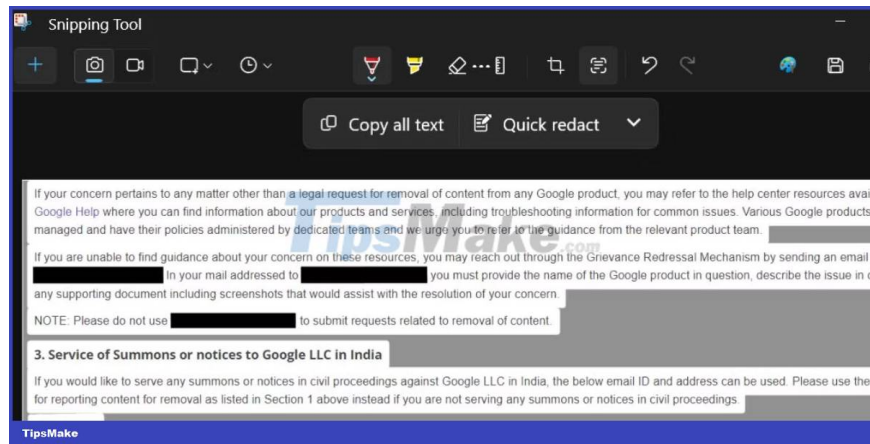 Snipping Tool
Copy all text Quick redact
If your concern pertains to any matter other than a legal request for removal of content from any Google product, you may refer to the help center resources avai
Google Help where you can find information about our products and services, including troubleshooting information for common issues. Various Google products
managed and have their policies administered by dedicated teams and we urge you to refer to the guidance from the relevant product team.
TipsMake.com
If you are unable to find guidance about your concern on these resources, you may reach out through the Grievance Redressal Mechanism by sending an email
In your mail addressed to you must provide the name of the Google product in question, describe the issue in
any supporting document including screenshots that would assist with the resolution of your concern.
NOTE: Please do not use to submit requests related to removal of content.
3. Service of Summons or notices to Google LLC in India
If you would like to serve any summons or notices in civil proceedings against Google LLC in India, the below email ID and address can be used. Please use the
for reporting content for removal as listed in Section 1 above instead if you are not serving any summons or notices in civil proceedings.
TipsMake